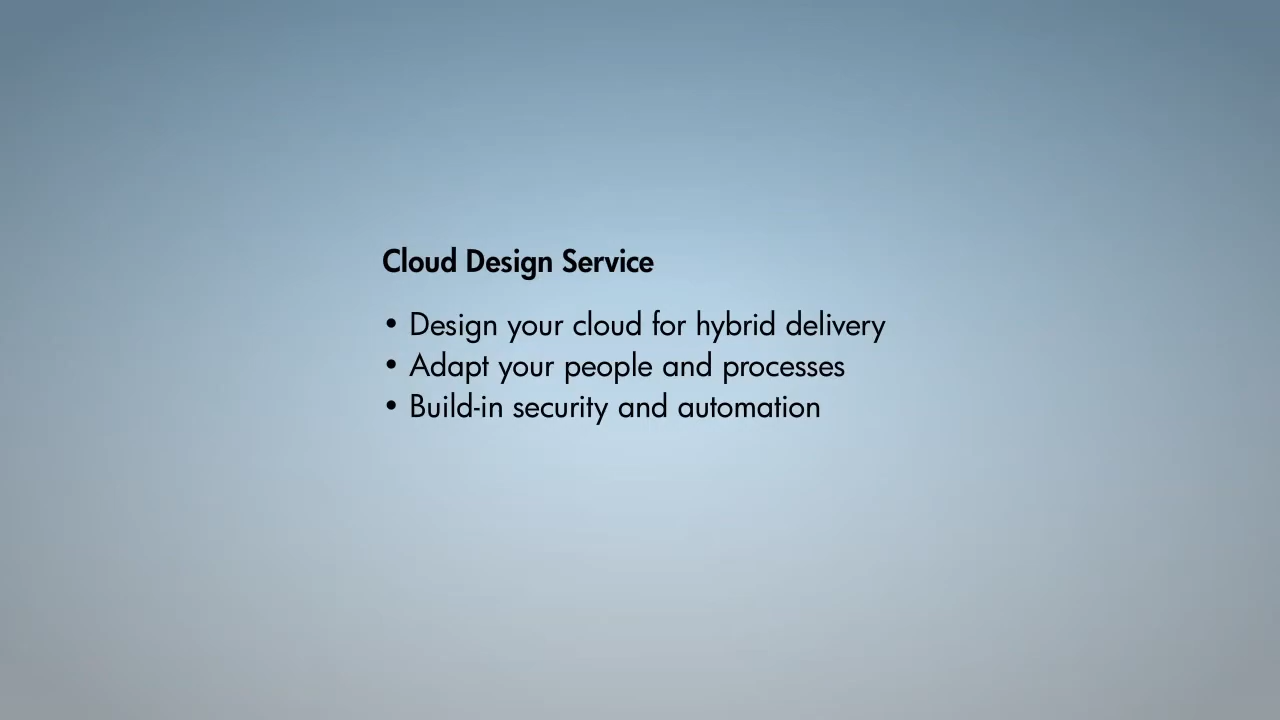 Cloud Design Service
• Design your cloud for hybrid delivery
• Adapt your people and processes
• Build-in security and automation